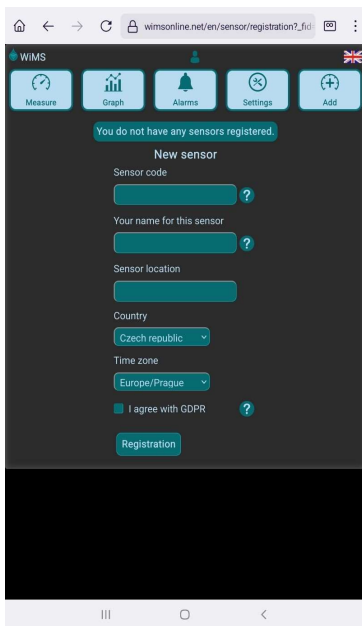 wimsonline.net/en/sensor/registration?_fid
WiMS
Measure
Graph
Alarms
Settings
Add
You do not have any sensors registered.
New sensor
Sensor code
?
Your name for this sensor
?
Sensor location
Country
Czech republic
Time zone
Europe/Prague
I agree with GDPR
?
Registration